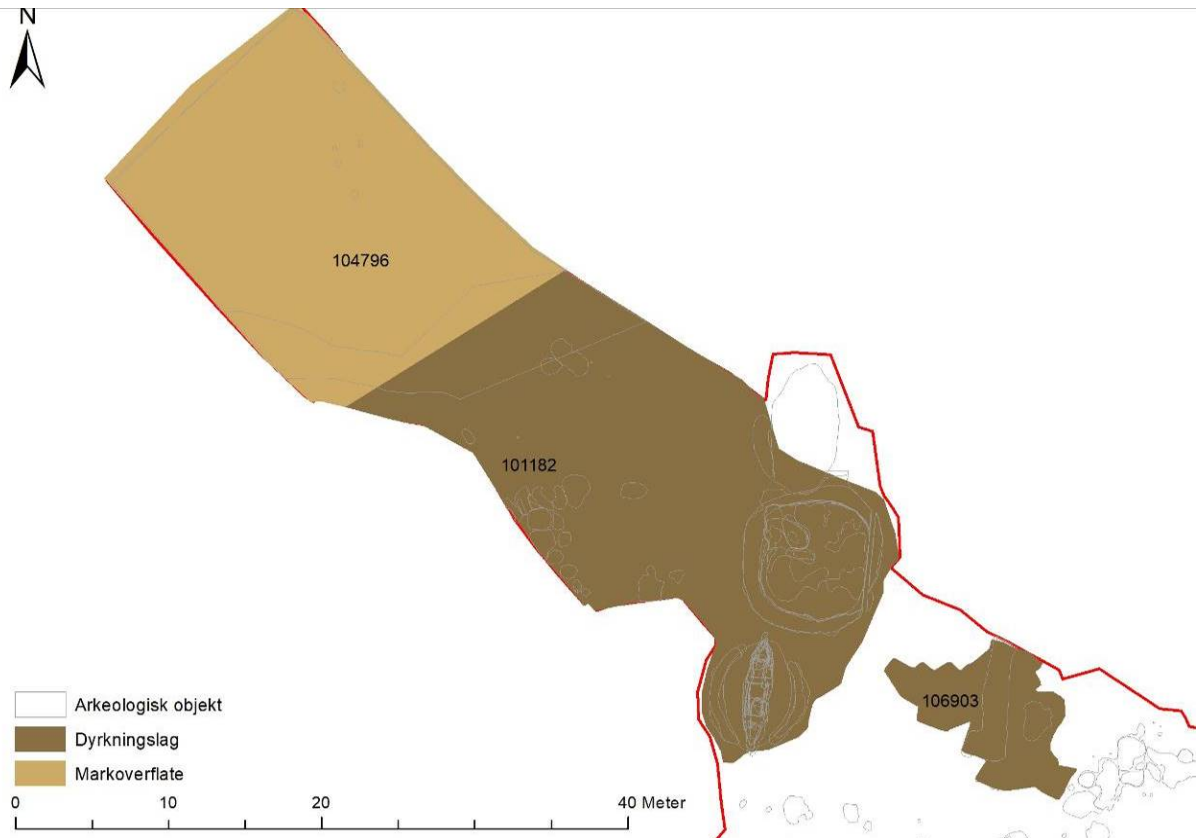 N
104796
101182
106903
Arkeologisk objekt
Dyrkningslag
Markoverflate
0 10 20 40 Meter